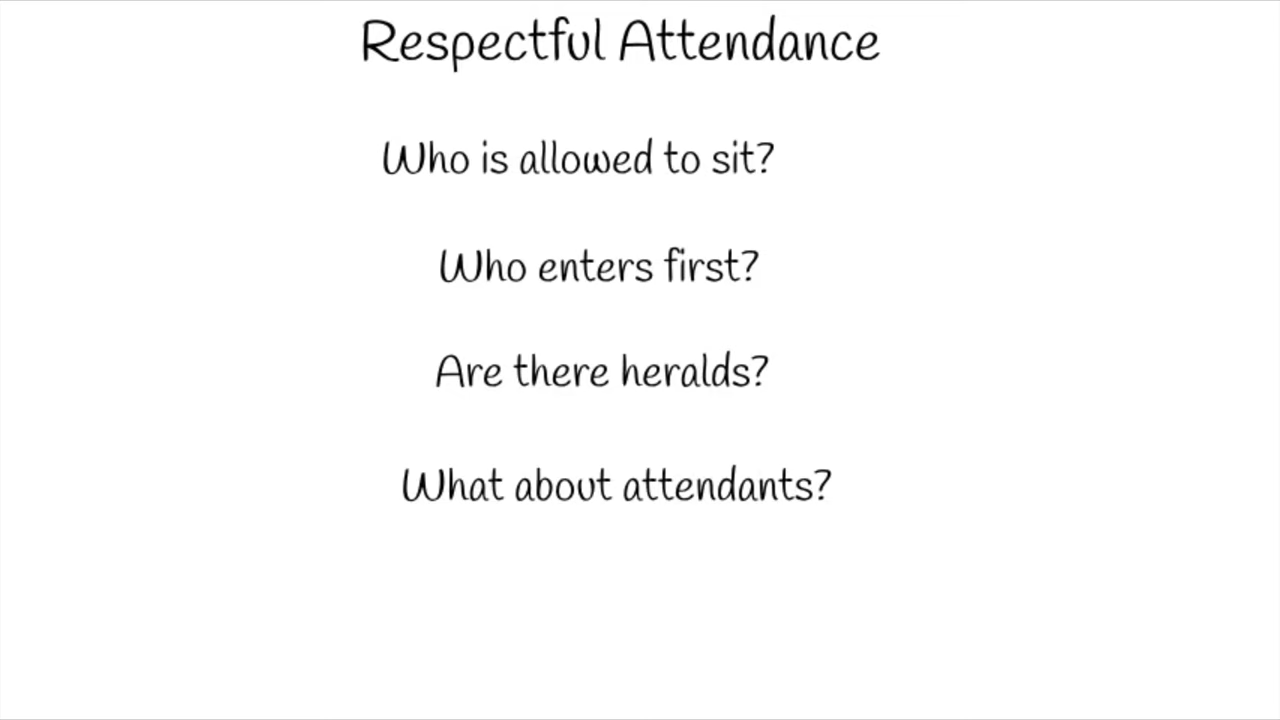 Respectful Attendance
Who is allowed to sit?
Who enters first?
Are there heralds?
What about attendants?